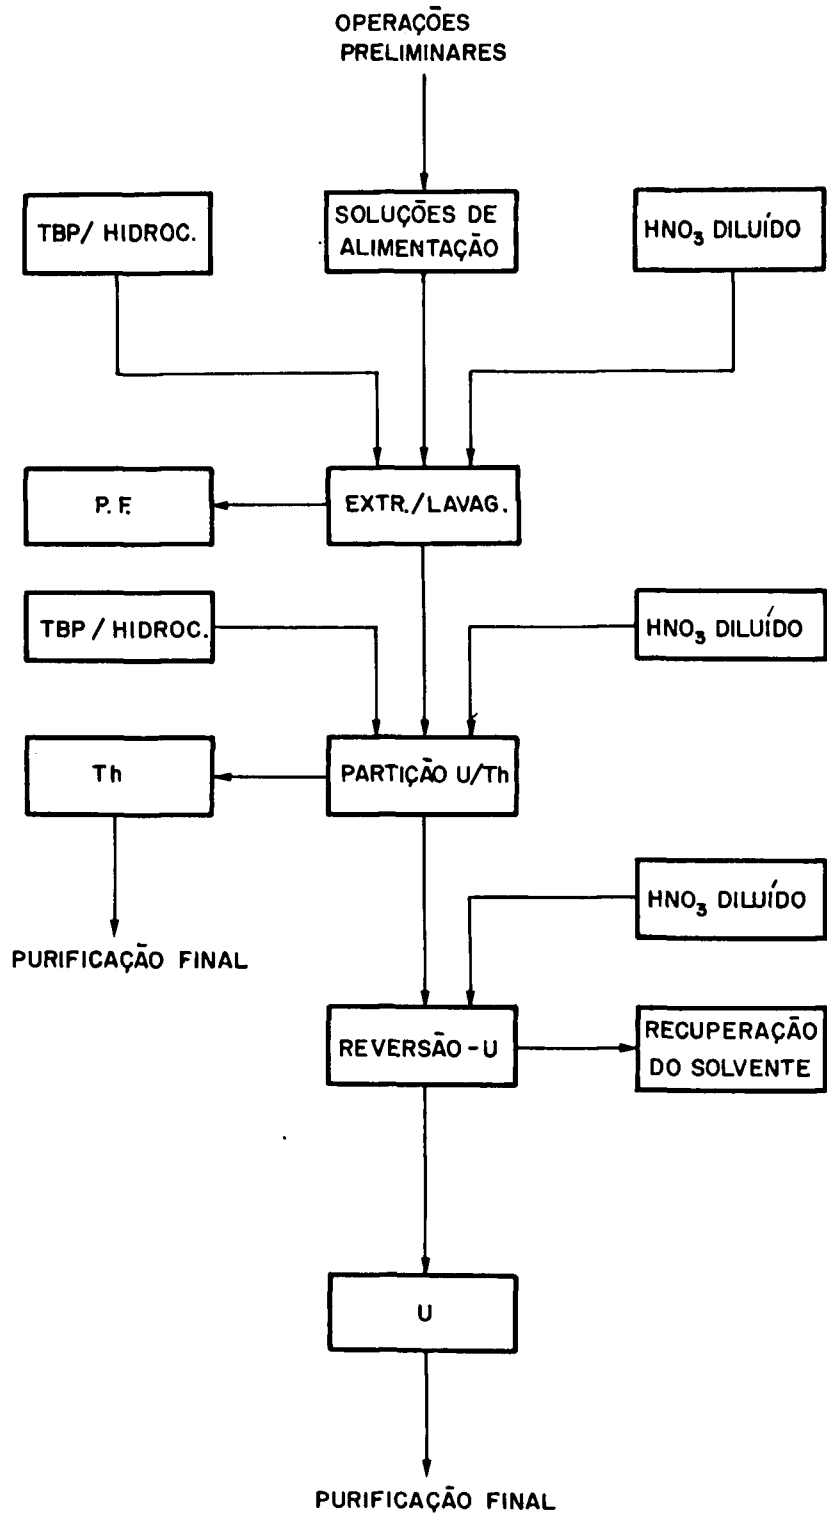 OPERAÇÕES
PRELIMINARES
TBP/ HIDROC.
SOLUÇÕES DE
ALIMENTAÇÃO
HNO₃ DILUÍDO
P. F.
EXTR./LAVAG.
TBP / HIDROC.
HNO₃ DILUÍDO
Th
PARTIÇÃO U/Th
HNO₃ DILUÍDO
PURIFICAÇÃO FINAL
REVERSÃO - U
RECUPERAÇÃO
DO SOLVENTE
U
PURIFICAÇÃO FINAL